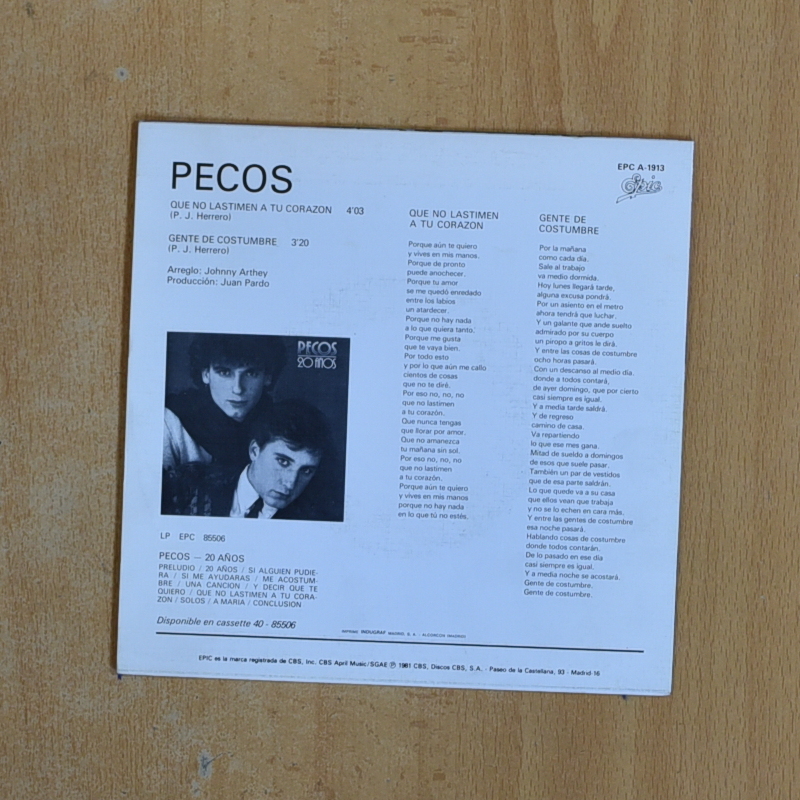 PECOS
QUE NO LASTIMEN A TU CORAZON 4'03
(P. J. Herrero)
GENTE DE COSTUMBRE 3'20
(P. J. Herrero)
Arreglo: Johnny Arthey
Producción: Juan Pardo
PECOS
20 AÑOS
LP EPC 85506
PECOS — 20 AÑOS
PRELUDIO / 20 AÑOS / SI ALGUIEN PUDIE-
RA / SI ME AYUDARAS / ME ACOSTUM-
BRE / UNA CANCION / Y DECIR QUE TE
QUIERO / QUE NO LASTIMEN A TU CORA-
ZON / SOLOS / A MARIA / CONCLUSION
Disponible en cassette 40 - 85506
QUE NO LASTIMEN
A TU CORAZON
Porque aún te quiero
y vives en mis manos.
Porque de pronto
puede anochecer.
Porque tu amor
se me quedó enredado
entre los labios
un atardecer.
Porque no hay nada
a lo que quiera tanto.
Porque me gusta
que te vaya bien.
Por todo esto
y por lo que aún me callo
cientos de cosas
que no te diré.
Por eso no, no, no
que no lastimen
a tu corazón.
Que nunca tengas
que llorar por amor.
Que no amanezca
tu mañana sin sol.
Por eso no, no, no
que no lastimen
a tu corazón.
Porque aún te quiero
y vives en mis manos
porque no hay nada
en lo que tú no estés.
EPC A-1913
Epic
GENTE DE
COSTUMBRE
Por la mañana
como cada día.
Sale al trabajo
va medio dormida.
Hoy lunes llegará tarde,
alguna excusa pondrá.
Por un asiento en el metro
ahora tendrá que luchar.
Y un galante que ande suelto
admirado por su cuerpo
un piropo a gritos le dirá.
Y entre las cosas de costumbre
ocho horas pasará.
Con un descanso al medio día.
donde a todos contará,
de ayer domingo, que por cierto
casi siempre es igual.
Y a media tarde saldrá.
Y de regreso
camino de casa.
Va repartiendo
lo que ese mes gana.
Mitad de sueldo a domingos
de esos que suele pasar.
También un par de vestidos
que de esa parte saldrán.
Lo que quede va a su casa
que ellos vean que trabaja
y no se lo echen en cara más.
Y entre las gentes de costumbre
esa noche pasará.
Hablando cosas de costumbre
donde todos contarán.
De lo pasado en ese día
casi siempre es igual.
Y a media noche se acostará.
Gente de costumbre.
Gente de costumbre.
IMPRIME: INDUGRAF MADRID, S. A. - ALCORCON (MADRID)
EPIC es la marca registrada de CBS, Inc. CBS April Music/SGAE ℗ 1981 CBS, Discos CBS, S.A. - Paseo de la Castellana, 93 - Madrid-16